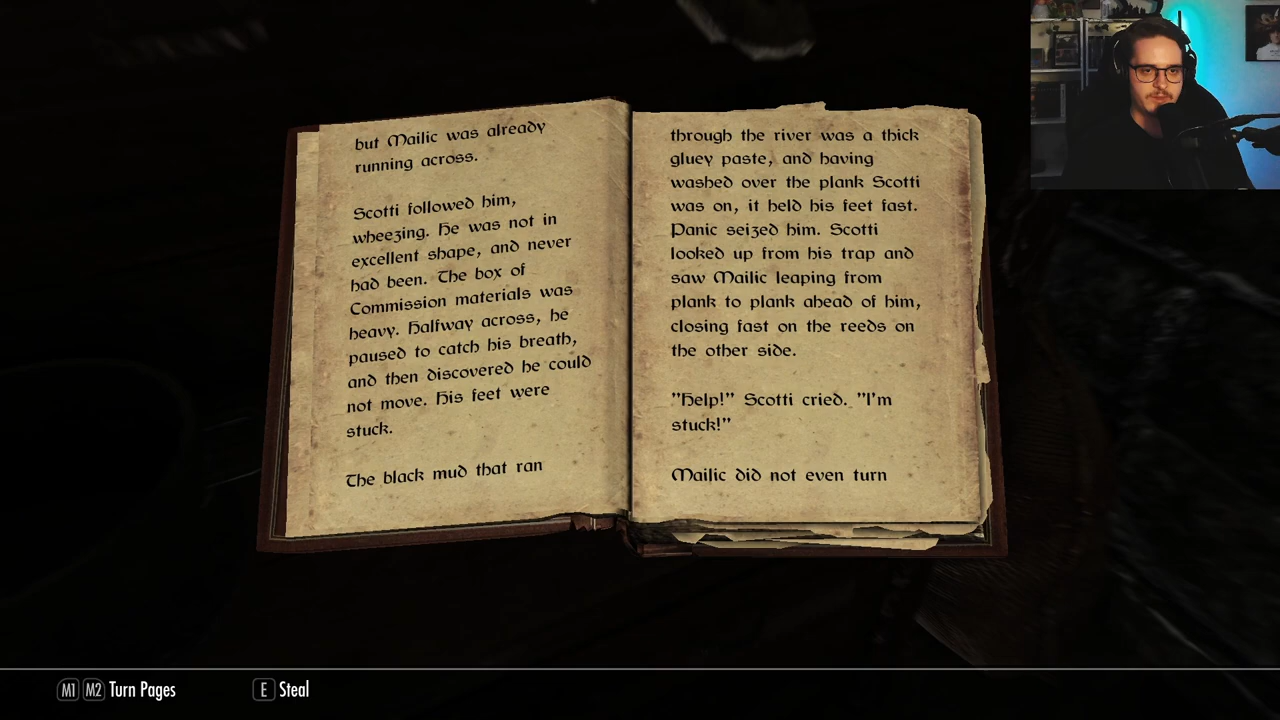 but Mailic was already
running across.
Scotti followed him,
wheezing. He was not in
excellent shape, and never
had been. The box of
Commission materials was
heavy. Halfway across, he
paused to catch his breath,
and then discovered he could
not move. His feet were
stuck.
The black mud that ran
through the river was a thick
gluey paste, and having
washed over the plank Scotti
was on, it held his feet fast.
Panic seized him. Scotti
looked up from his trap and
saw Mailic leaping from
plank to plank ahead of him,
closing fast on the reeds on
the other side.
"Help!" Scotti cried. "I'm
stuck!"
Mailic did not even turn
M1 M2 Turn Pages
E Steal